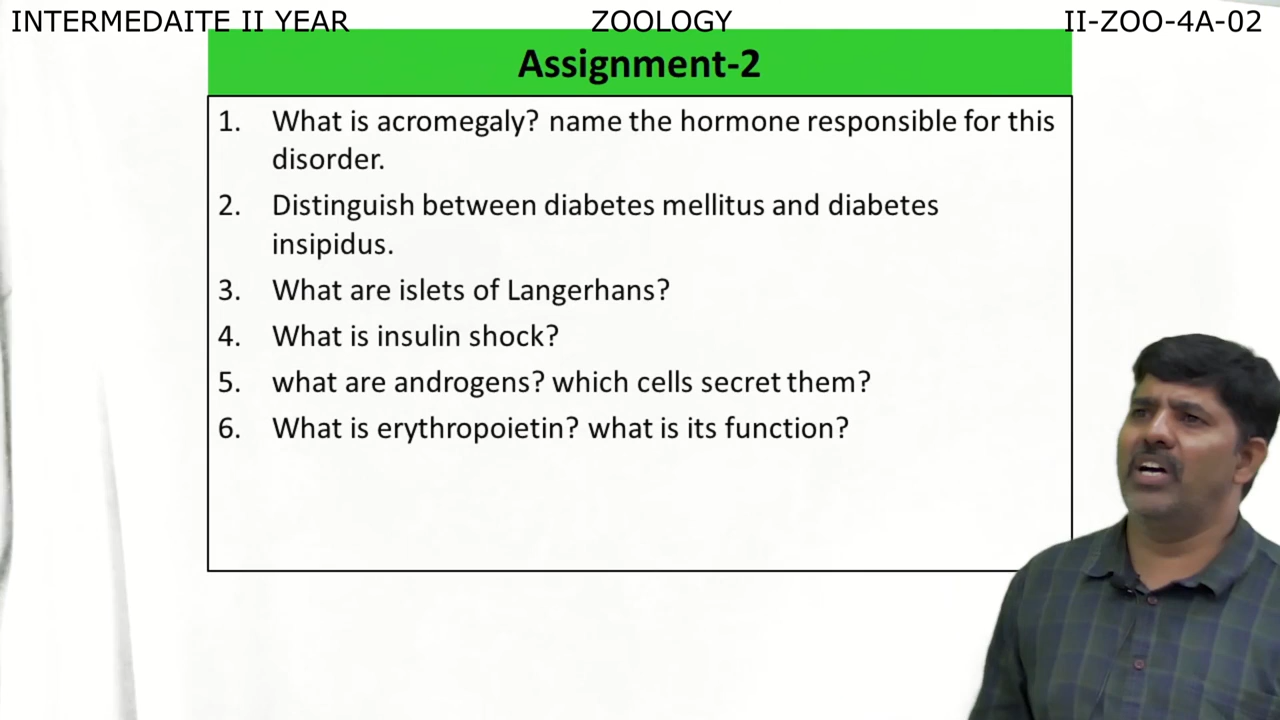 INTERMEDAITE II YEAR ZOOLOGY II-ZOO-4A-02
Assignment-2
1. What is acromegaly? name the hormone responsible for this
disorder.
2. Distinguish between diabetes mellitus and diabetes
insipidus.
3. What are islets of Langerhans?
4. What is insulin shock?
5. what are androgens? which cells secret them?
6. What is erythropoietin? what is its function?